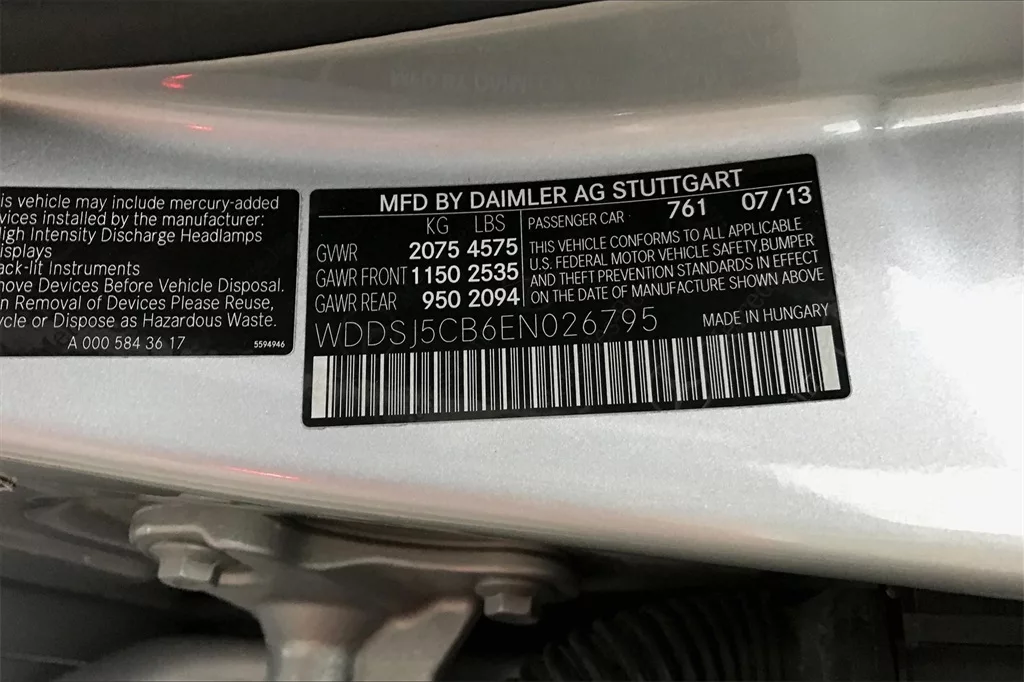 is vehicle may include mercury-added
vices installed by the manufacturer:
High Intensity Discharge Headlamps
isplays
ack-lit Instruments
move Devices Before Vehicle Disposal.
n Removal of Devices Please Reuse,
ycle or Dispose as Hazardous Waste.
A 000 584 36 17
5594946
MFD BY DAIMLER AG STUTTGART
KG LBS
GVWR 2075 4575
GAWR FRONT 1150 2535
GAWR REAR 950 2094
PASSENGER CAR 761 07/13
THIS VEHICLE CONFORMS TO ALL APPLICABLE
U.S. FEDERAL MOTOR VEHICLE SAFETY,BUMPER
AND THEFT PREVENTION STANDARDS IN EFFECT
ON THE DATE OF MANUFACTURE SHOWN ABOVE
WDDSJ5CB6EN026795
MADE IN HUNGARY